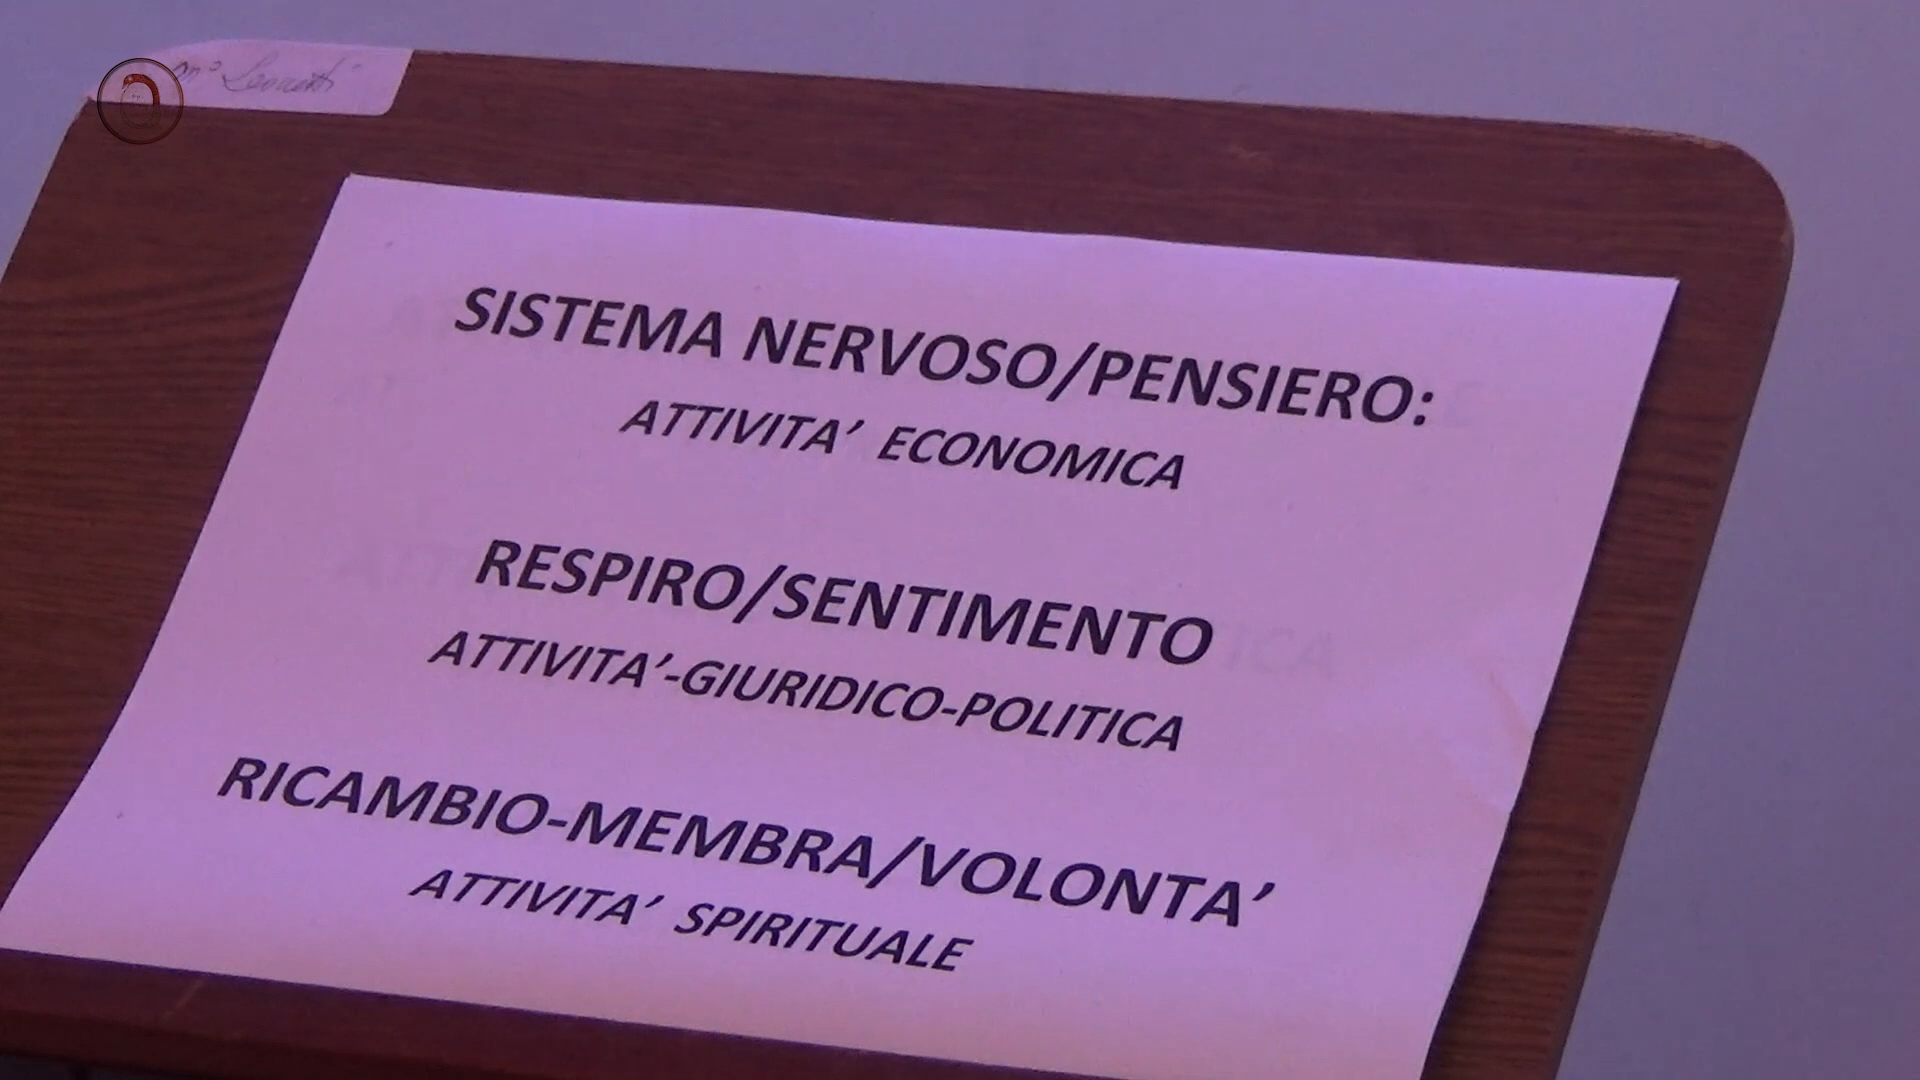 SISTEMA NERVOSO/PENSIERO:
ATTIVITA' ECONOMICA
RESPIRO/SENTIMENTO
ATTIVITA'-GIURIDICO-POLITICA
RICAMBIO-MEMBRA/VOLONTA'
ATTIVITA' SPIRITUALE